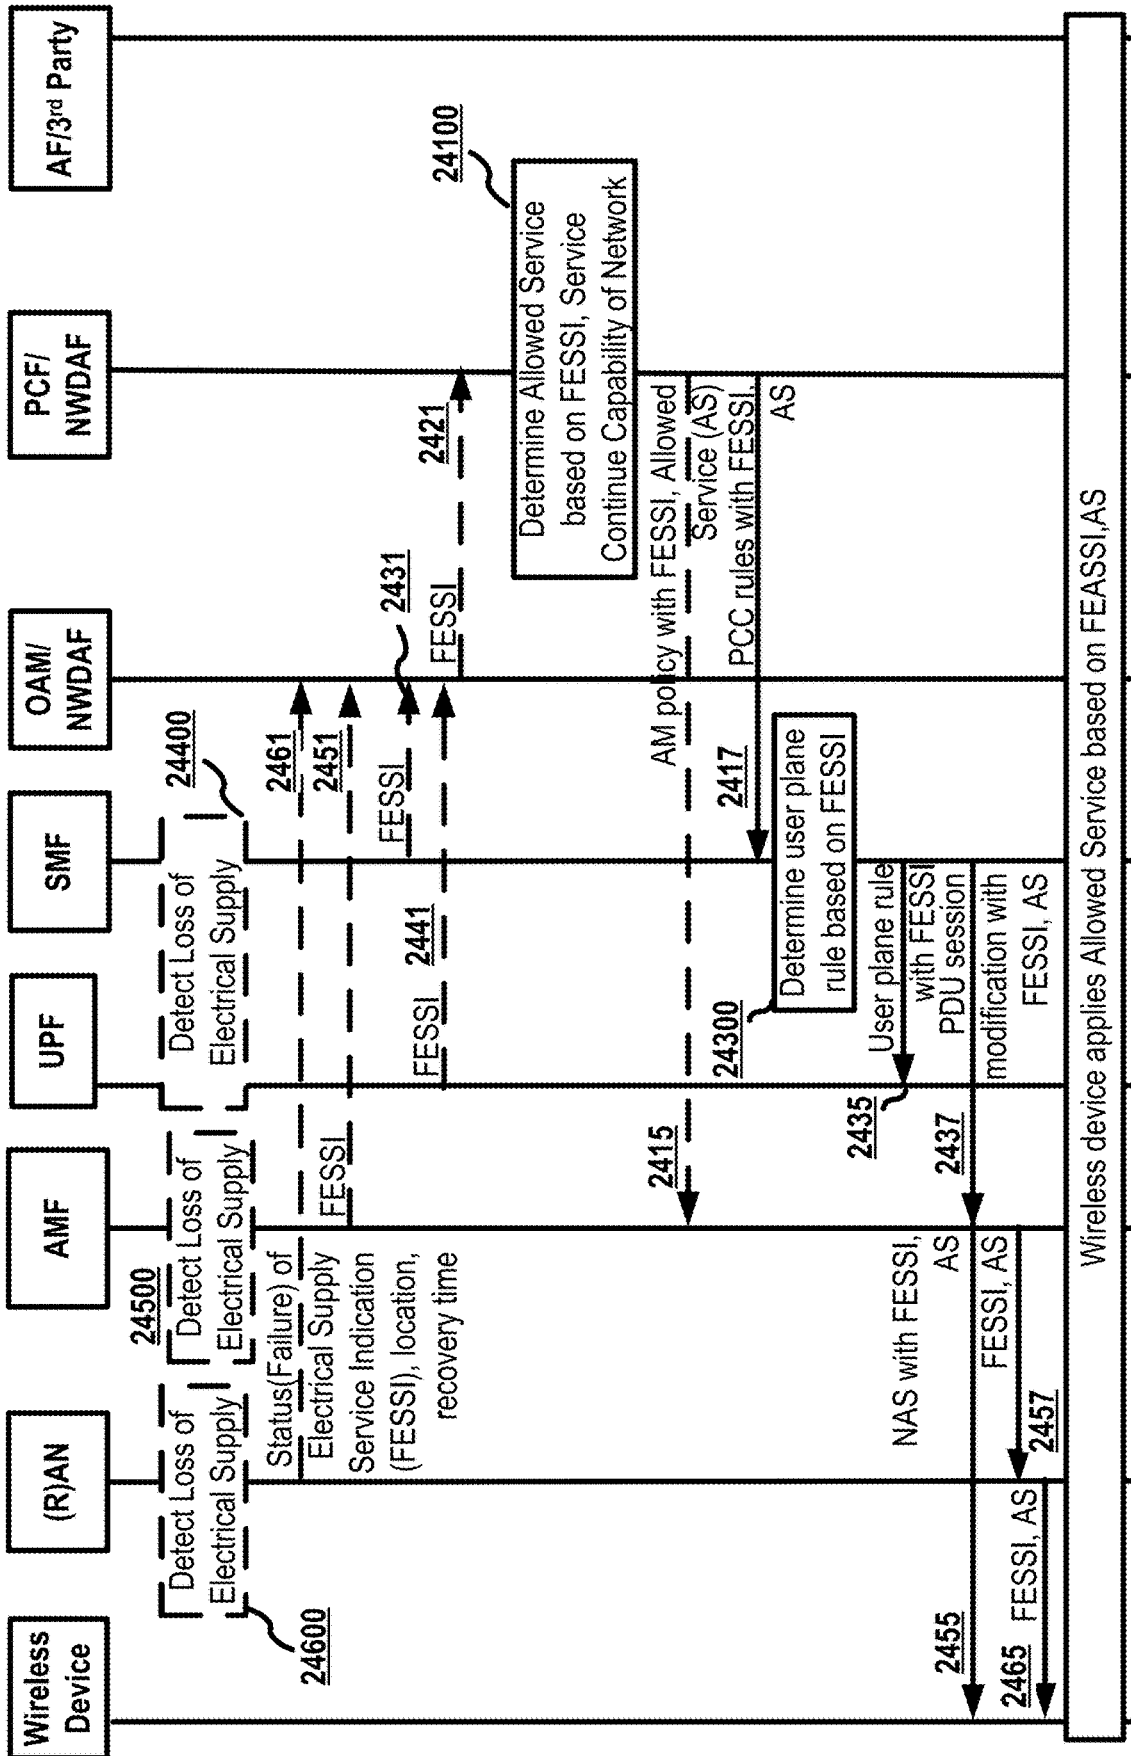 Wireless
Device
(R)AN
AMF
UPF
SMF
OAM/
NWDAF
PCF/
NWDAF
AF/3rd Party
Detect Loss of
Electrical Supply
24600
24500
Detect Loss of
Electrical Supply
Detect Loss of
Electrical Supply
24400
Status(Failure) of
Electrical Supply
Service Indication
(FESSI), location,
recovery time
2461
FESSI
2451
FESSI
2431
FESSI
2441
FESSI
2421
24100
Determine Allowed Service
based on FESSI, Service
Continue Capability of Network
2415
AM policy with FESSI, Allowed
Service (AS)
2417
PCC rules with FESSI,
AS
24300
Determine user plane
rule based on FESSI
2435
User plane rule
with FESSI
2437
PDU session
modification with
FESSI, AS
2455
NAS with FESSI,
AS
FESSI, AS
2457
2465
FESSI, AS
Wireless device applies Allowed Service based on FEASSI,AS